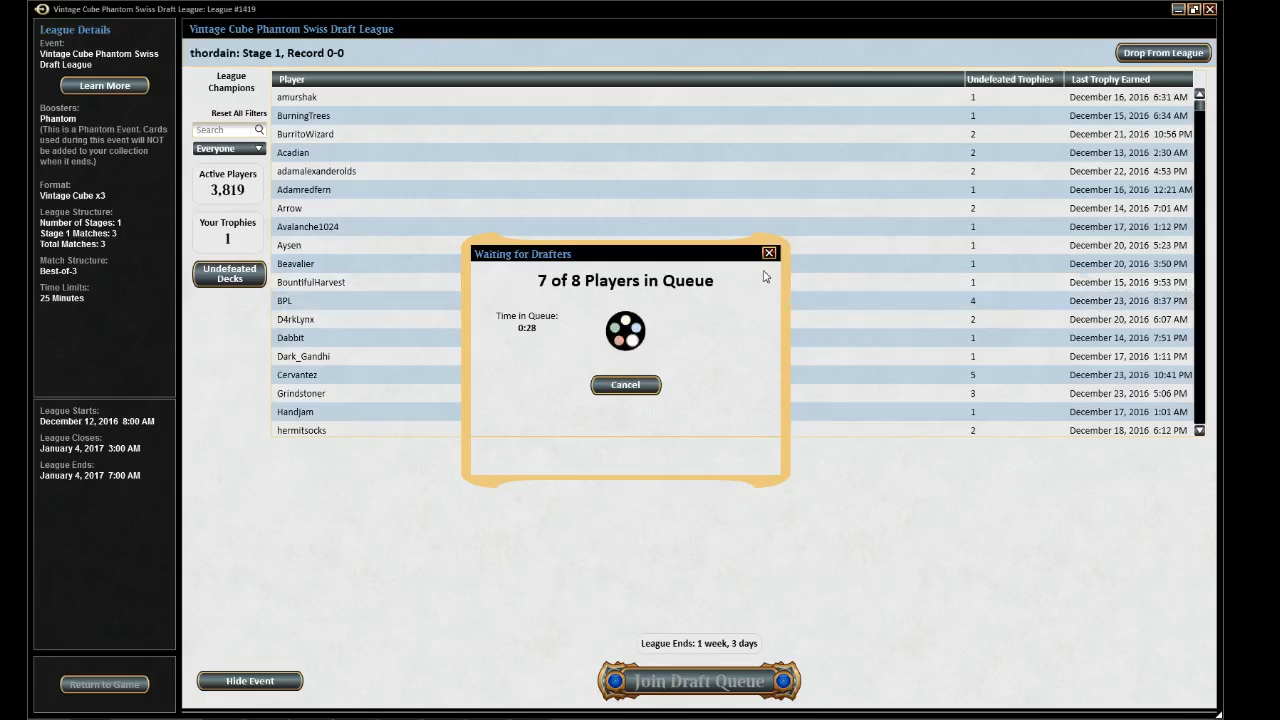 Vintage Cube Phantom Swiss Draft League: League #1419
League Details
Event:
Vintage Cube Phantom Swiss
Draft League
Learn More
Boosters:
Phantom
(This is a Phantom Event. Cards
used during this event will NOT
be added to your collection
when it ends.)
Format:
Vintage Cube x3
League Structure:
Number of Stages: 1
Stage 1 Matches: 3
Total Matches: 3
Match Structure:
Best-of-3
Time Limits:
25 Minutes
League Starts:
December 12, 2016 8:00 AM
League Closes:
January 4, 2017 3:00 AM
League Ends:
January 4, 2017 7:00 AM
Return to Game
Vintage Cube Phantom Swiss Draft League
thordain: Stage 1, Record 0-0
Drop From League
League
Champions
Reset All Filters
Search
Everyone
Active Players
3,819
Your Trophies
1
Undefeated
Decks
Player Undefeated Trophies Last Trophy Earned
amurshak 1 December 16, 2016 6:31 AM
BurningTrees 1 December 15, 2016 6:34 AM
BurritoWizard 2 December 21, 2016 10:56 PM
Acadian 2 December 13, 2016 2:30 AM
adamalexanderolds 2 December 22, 2016 4:53 PM
Adamredfern 1 December 16, 2016 12:21 AM
Arrow 2 December 14, 2016 7:01 AM
Avalanche1024 1 December 17, 2016 1:12 PM
Aysen 1 December 20, 2016 5:23 PM
Beavalier 1 December 20, 2016 3:50 PM
BountifulHarvest 1 December 15, 2016 9:53 PM
BPL 4 December 23, 2016 8:37 PM
D4rkLynx 2 December 20, 2016 6:07 AM
Dabbit 1 December 14, 2016 7:51 PM
Dark_Gandhi 1 December 17, 2016 1:11 PM
Cervantez 5 December 23, 2016 10:41 PM
Grindstoner 3 December 23, 2016 5:06 PM
HandJam 1 December 17, 2016 1:01 AM
hermitsocks 2 December 18, 2016 6:12 PM
Waiting for Drafters
7 of 8 Players in Queue
Time in Queue:
0:28
Cancel
League Ends: 1 week, 3 days
Hide Event
Join Draft Queue